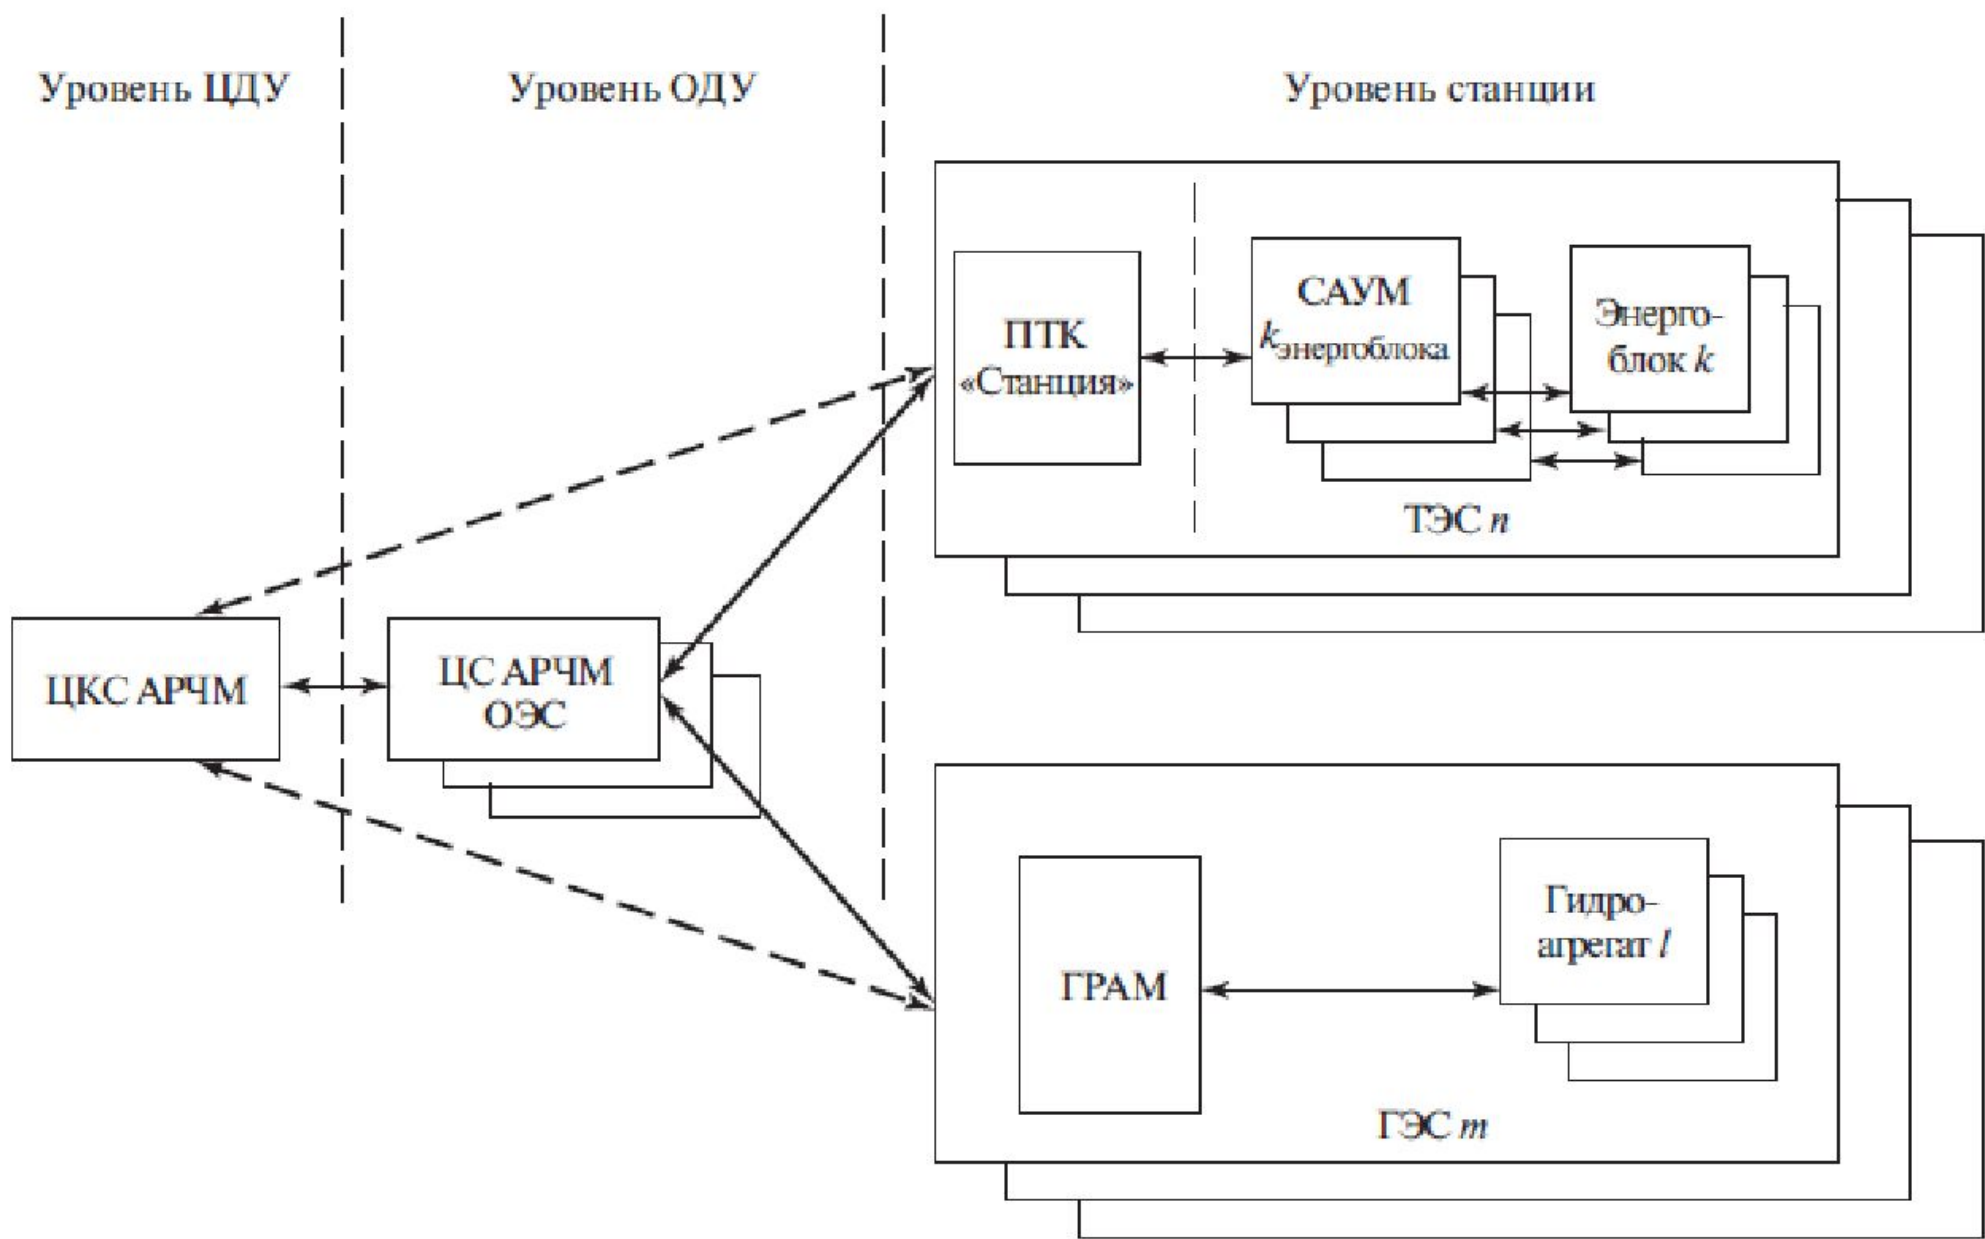 Уровень ЦДУ
Уровень ОДУ
Уровень станции
ПТК
«Станция»
САУМ
k энергоблока
Энерго-
блок k
ТЭС n
ЦКС АРЧМ
ЦС АРЧМ
ОЭС
ГРАМ
Гидро-
агрегат l
ГЭС m